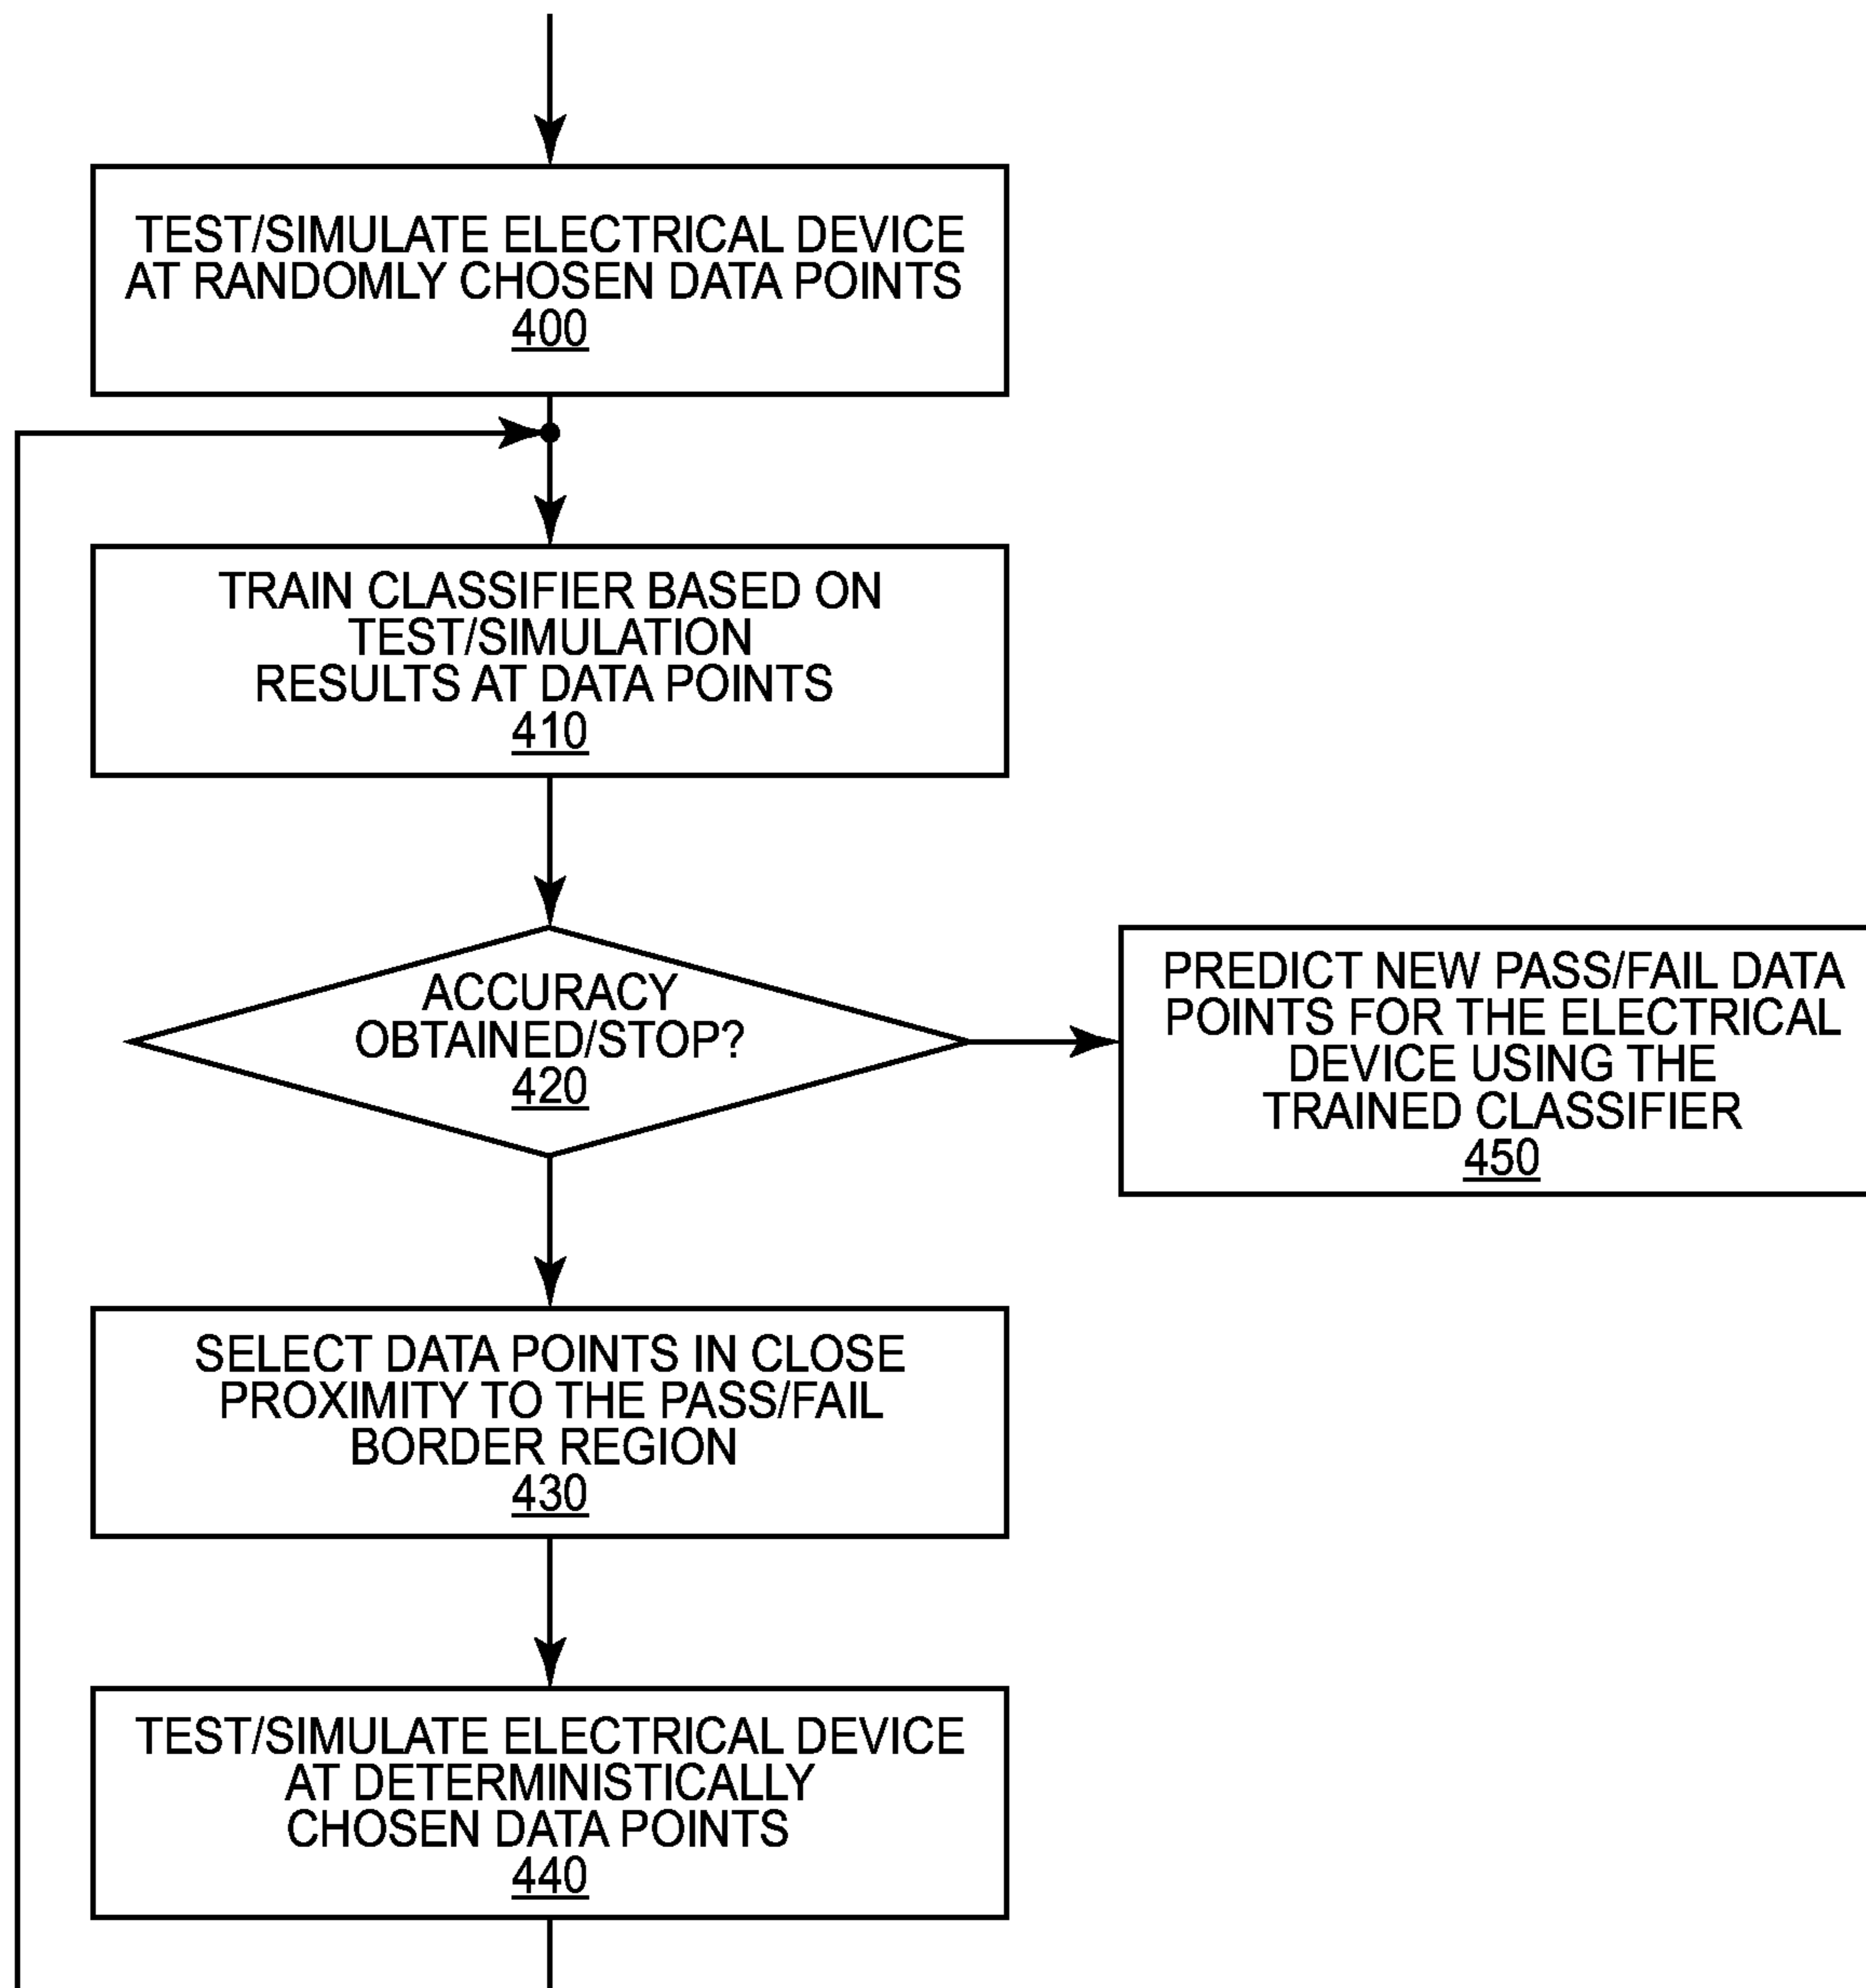 TEST/SIMULATE ELECTRICAL DEVICE
AT RANDOMLY CHOSEN DATA POINTS
400
TRAIN CLASSIFIER BASED ON
TEST/SIMULATION
RESULTS AT DATA POINTS
410
ACCURACY
OBTAINED/STOP?
420
PREDICT NEW PASS/FAIL DATA
POINTS FOR THE ELECTRICAL
DEVICE USING THE
TRAINED CLASSIFIER
450
SELECT DATA POINTS IN CLOSE
PROXIMITY TO THE PASS/FAIL
BORDER REGION
430
TEST/SIMULATE ELECTRICAL DEVICE
AT DETERMINISTICALLY
CHOSEN DATA POINTS
440